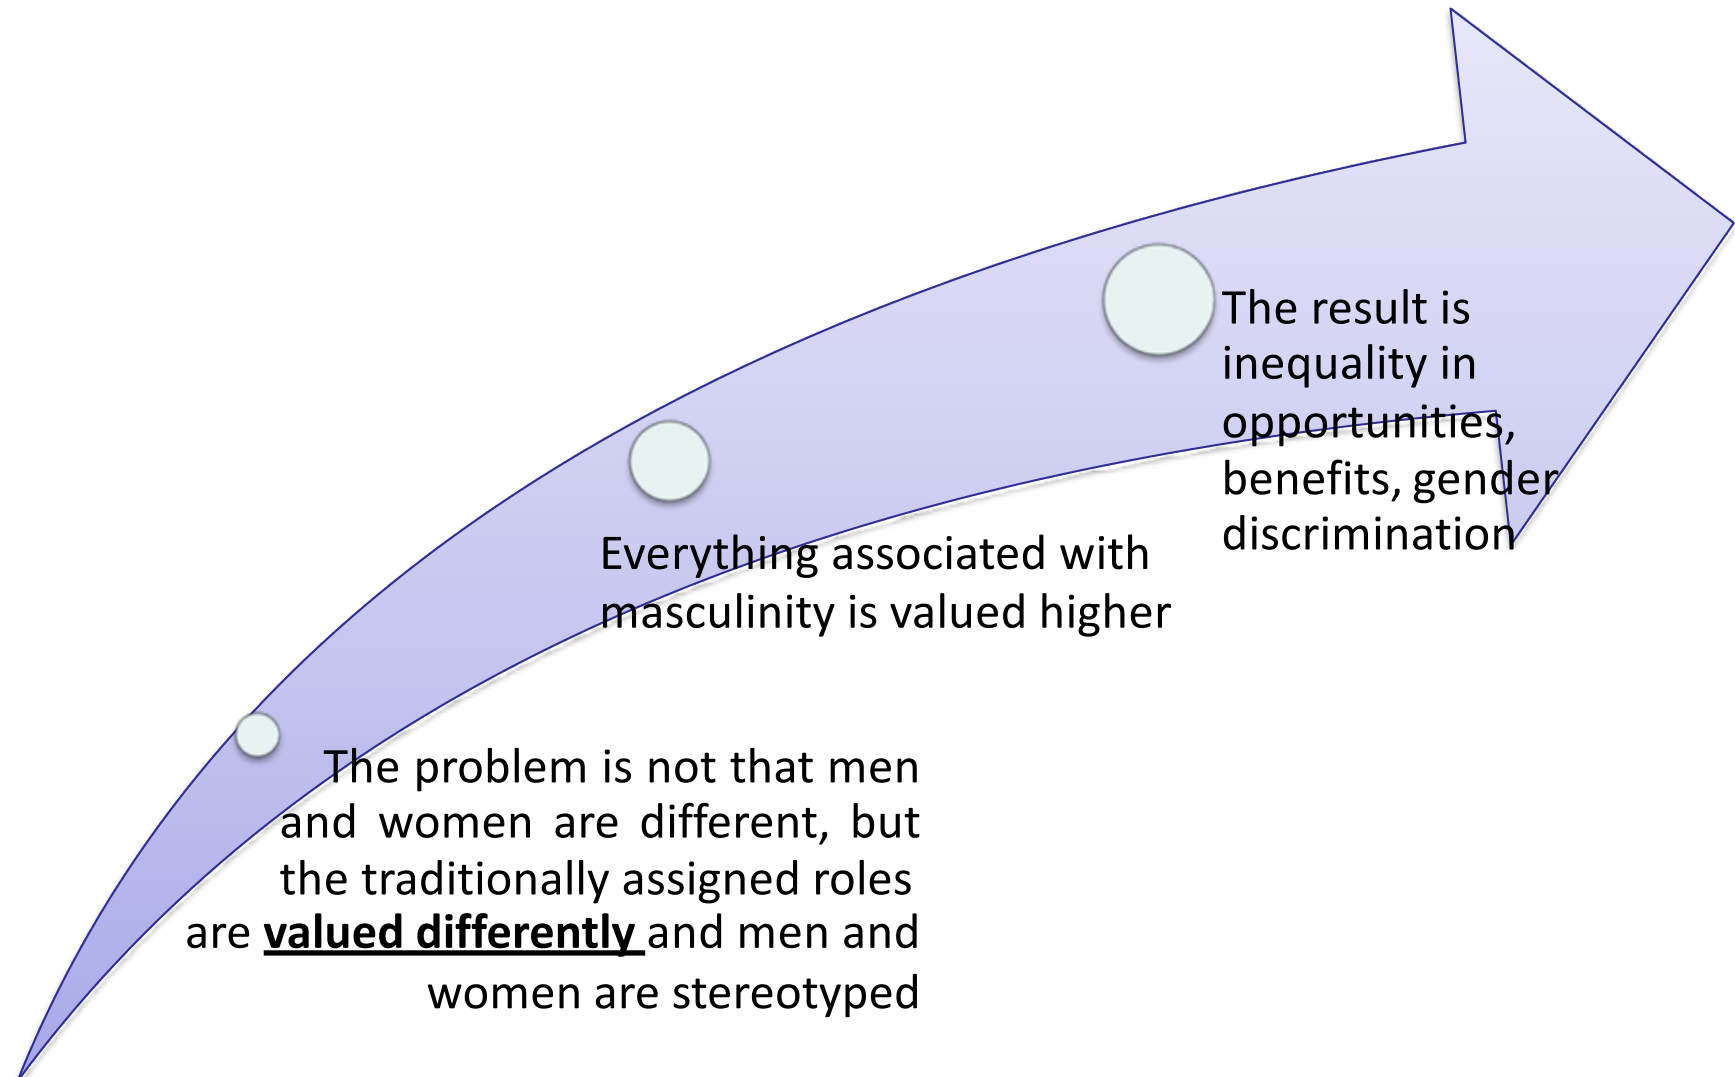 The result is
inequality in
opportunities,
benefits, gender
discrimination
Everything associated with
masculinity is valued higher
The problem is not that men
and women are different, but
the traditionally assigned roles
are valued differently and men and
women are stereotyped